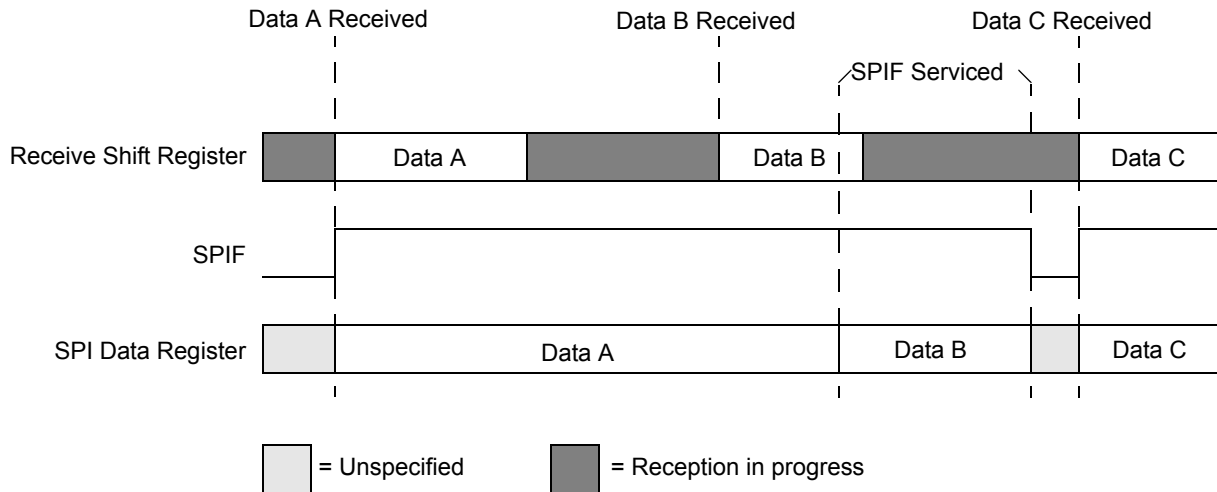 Data A Received
Data B Received
Data C Received
SPIF Serviced
Receive Shift Register
Data A
Data B
Data C
SPIF
SPI Data Register
Data A
Data B
Data C
= Unspecified
= Reception in progress